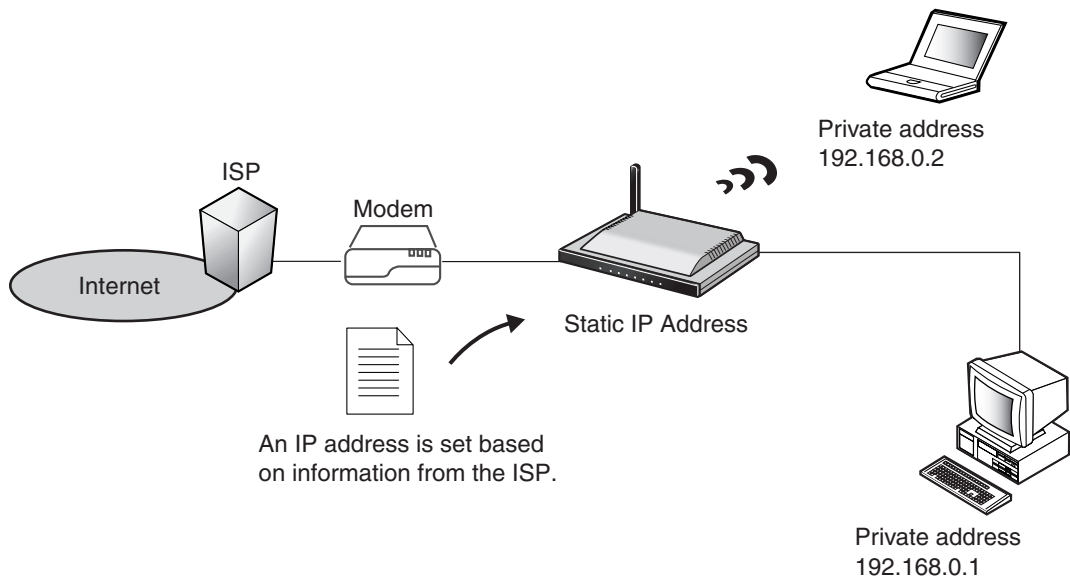 Private address
192.168.0.2
ISP
Modem
Internet
Static IP Address
An IP address is set based
on information from the ISP.
Private address
192.168.0.1